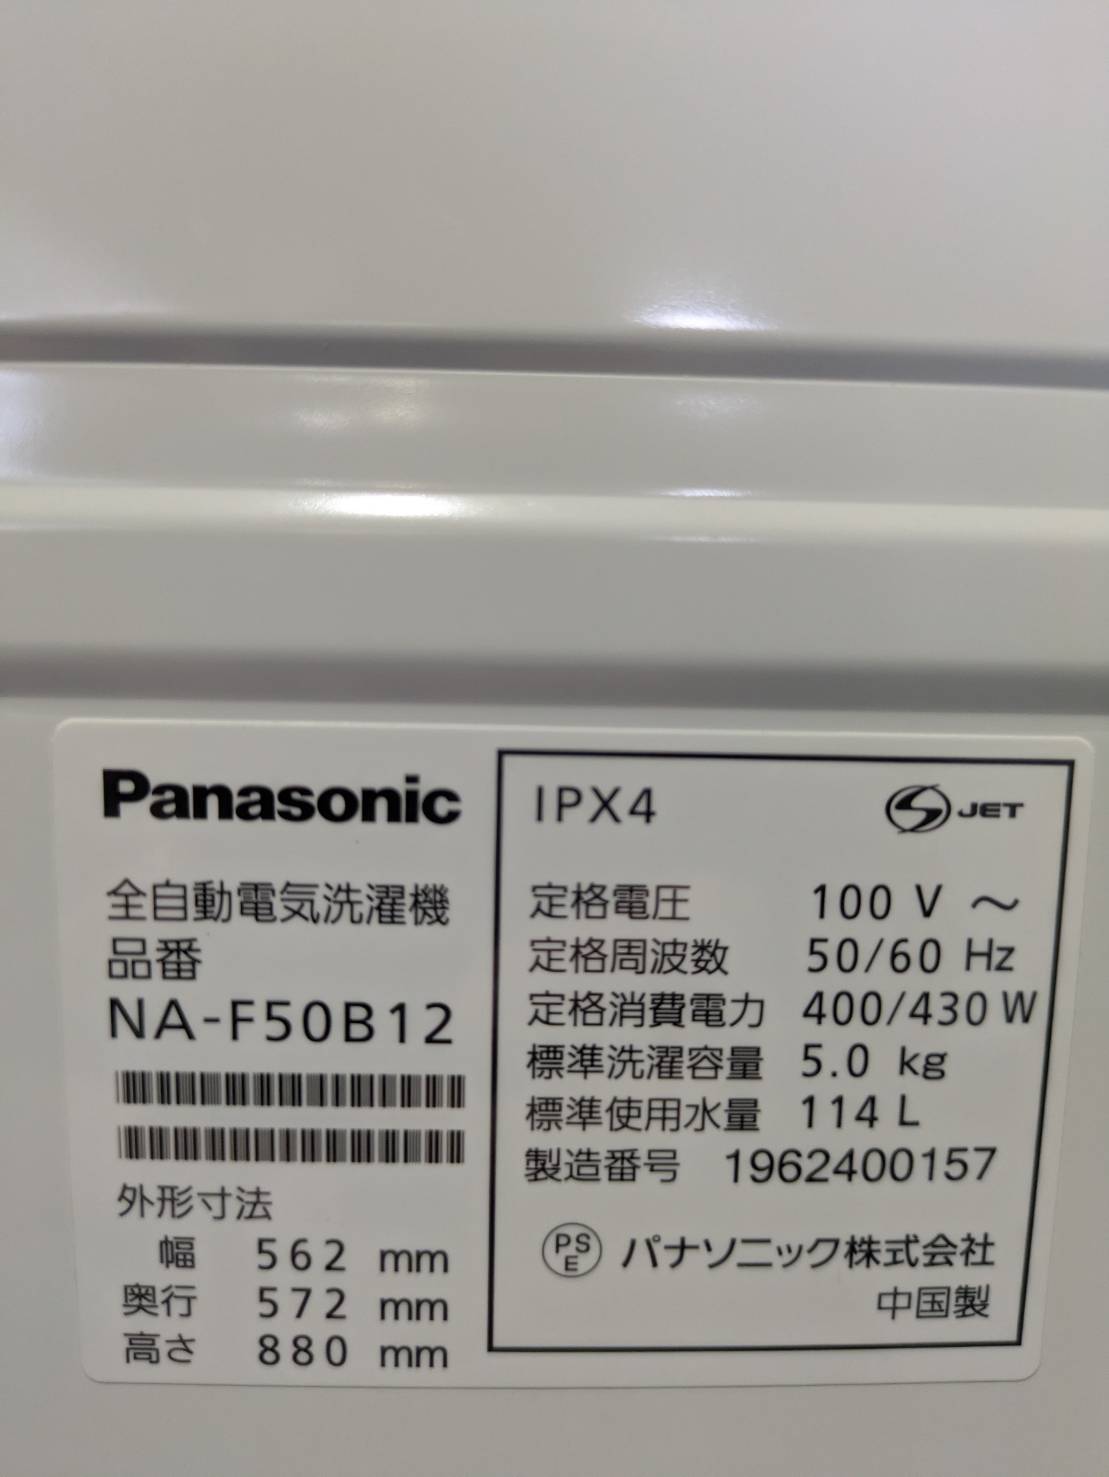 Panasonic
全自動電気洗濯機
品番
NA-F50B12
外形寸法
幅 562 mm
奥行 572 mm
高さ 880 mm
IPX4
S JET
定格電圧 100 V ～
定格周波数 50/60 Hz
定格消費電力 400/430 W
標準洗濯容量 5.0 kg
標準使用水量 114 L
製造番号 1962400157
PS
E パナソニック株式会社
中国製